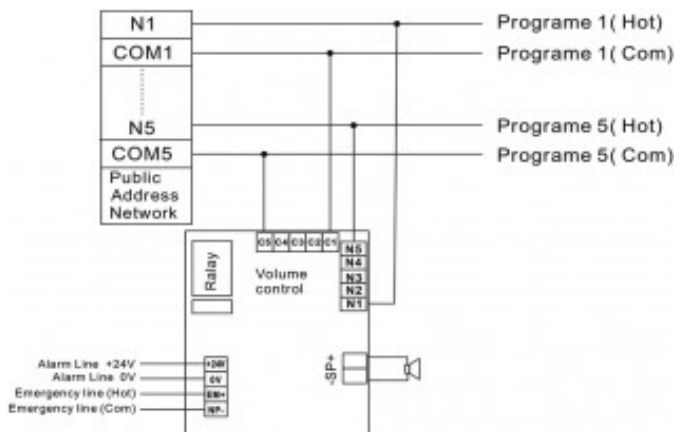 N1
COM1
N5
COM5
Public
Address
Network
Programe 1( Hot)
Programe 1(Com)
Programe 5( Hot)
Programe 5(Com)
C5 C4 C3 C2 C1
N5
N4
N3
N2
N1
Ralay
Volume
control
Alarm Line +24V
Alarm Line 0V
Emergency line(Hot)
Emergency line(Com)
+24V
0V
EM+
NP-
-SP+